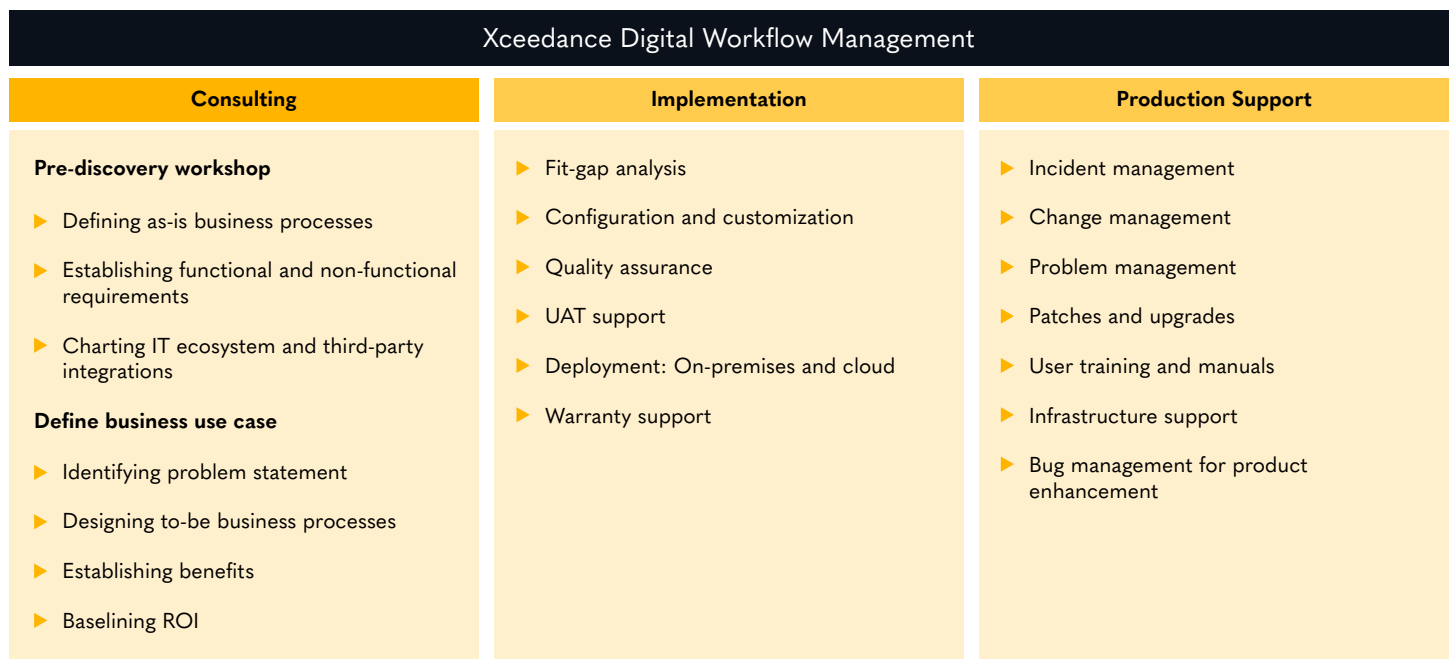 Xceedance Digital Workflow Management
Consulting
Pre-discovery workshop
Defining as-is business processes
Establishing functional and non-functional
requirements
Charting IT ecosystem and third-party
integrations
Define business use case
Identifying problem statement
Designing to-be business processes
Establishing benefits
Baselining ROI
Implementation
Fit-gap analysis
Configuration and customization
Quality assurance
UAT support
Deployment: On-premises and cloud
Warranty support
Production Support
Incident management
Change management
Problem management
Patches and upgrades
User training and manuals
Infrastructure support
Bug management for product
enhancement